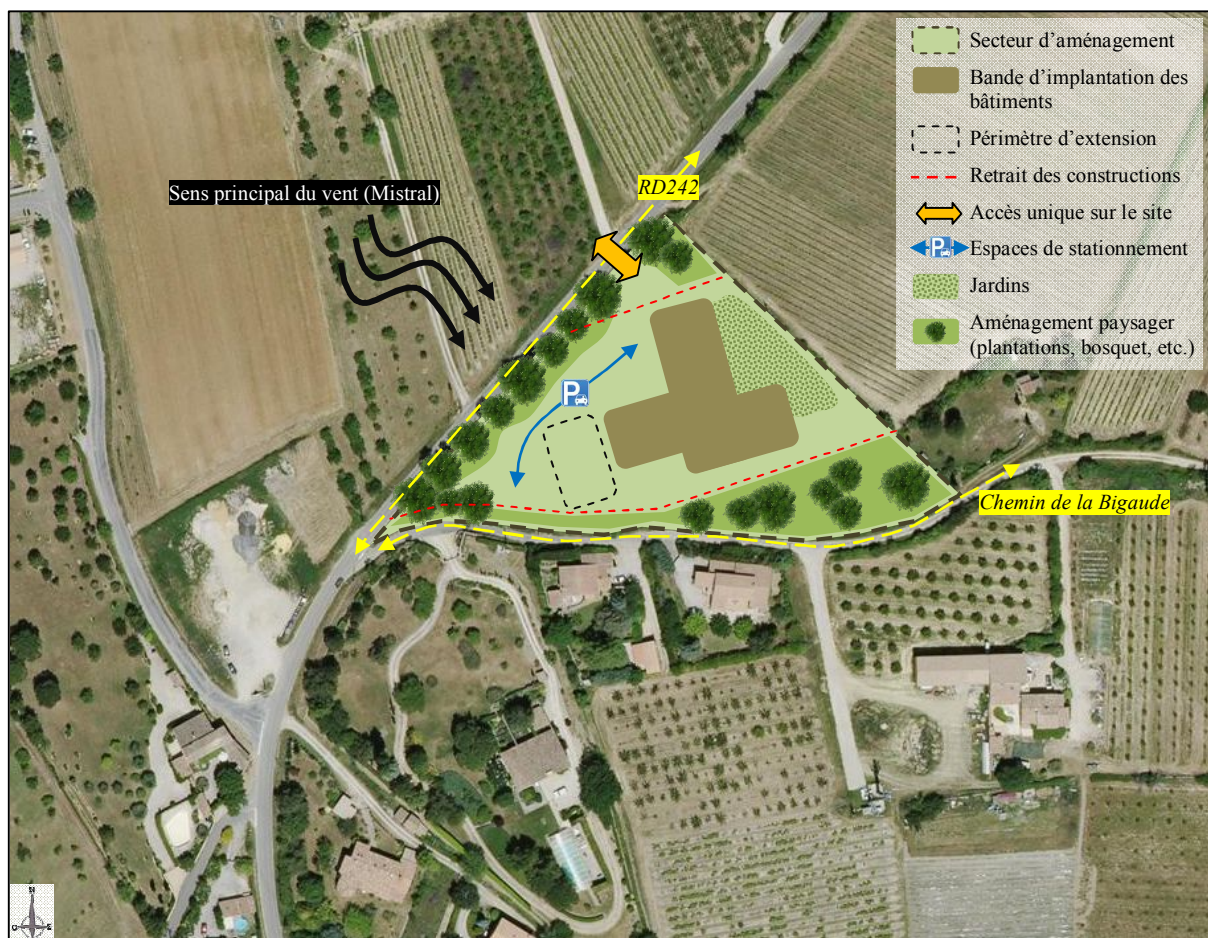 Secteur d’aménagement
Bande d’implantation des
bâtiments
Périmètre d’extension
Retrait des constructions
Accès unique sur le site
P
Espaces de stationnement
Jardins
Aménagement paysager
(plantations, bosquet, etc.)
Sens principal du vent (Mistral)
RD242
P
Chemin de la Bigaude
N
O
E
S